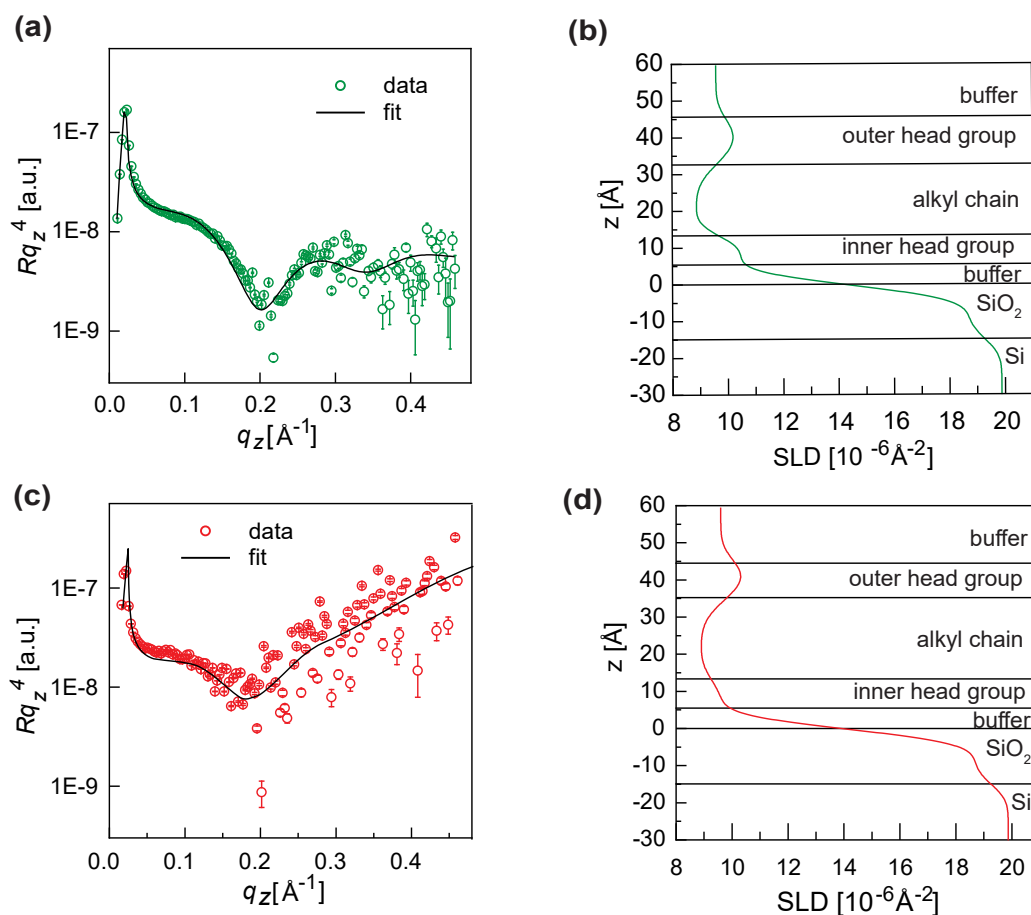 (a)
data
fit
1E-7
1E-8
1E-9
Rq_z^4 [a.u.]
0.0 0.1 0.2 0.3 0.4
q_z [Å^-1]
(b)
60
50
40
30
20
10
0
-10
-20
-30
z [Å]
buffer
outer head group
alkyl chain
inner head group
buffer
SiO_2
Si
8 10 12 14 16 18 20
SLD [10^-6 Å^-2]
(c)
data
fit
1E-7
1E-8
1E-9
Rq_z^4 [a.u.]
0.0 0.1 0.2 0.3 0.4
q_z [Å^-1]
(d)
60
50
40
30
20
10
0
-10
-20
-30
z [Å]
buffer
outer head group
alkyl chain
inner head group
buffer
SiO_2
Si
8 10 12 14 16 18 20
SLD [10^-6 Å^-2]